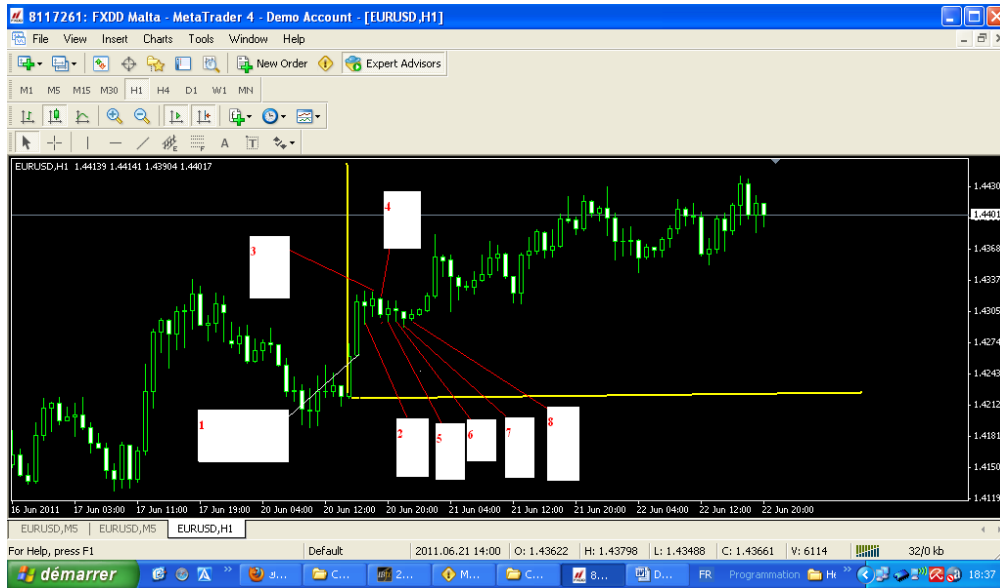 8117261: FXDD Malta - MetaTrader 4 - Demo Account - [EURUSD,H1]
File View Insert Charts Tools Window Help
New Order Expert Advisors
M1 M5 M15 M30 H1 H4 D1 W1 MN
A T
EURUSD,H1 1.44139 1.44141 1.43904 1.44017
1.4430
4
1.4401
3
1.4368
1.4337
1.4305
1.4274
1.4243
1.4212
1 2 5 6 7 8
1.4181
1.4150
1.4119
16 Jun 2011 17 Jun 03:00 17 Jun 11:00 17 Jun 19:00 20 Jun 04:00 20 Jun 12:00 20 Jun 20:00 21 Jun 04:00 21 Jun 12:00 21 Jun 20:00 22 Jun 04:00 22 Jun 12:00 22 Jun 20:00
EURUSD,M5 EURUSD,M5 EURUSD,H1
For Help, press F1 Default 2011.06.21 14:00 O: 1.43622 H: 1.43798 L: 1.43488 C: 1.43661 V: 6114 32/0 kb
démarrer C... 2... M... 8... D... FR Programmation 18:37